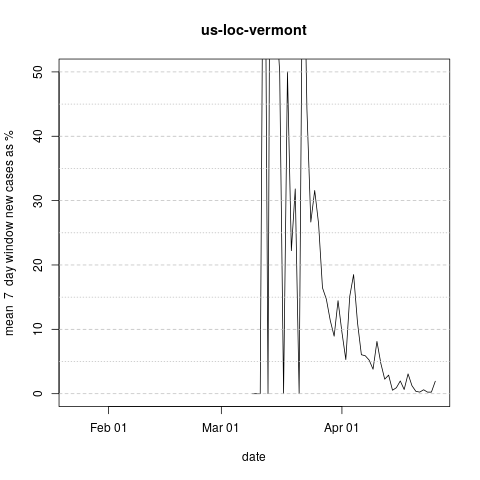 us-loc-vermont
mean 7 day window new cases as %
50
40
30
20
10
0
Feb 01
Mar 01
Apr 01
date